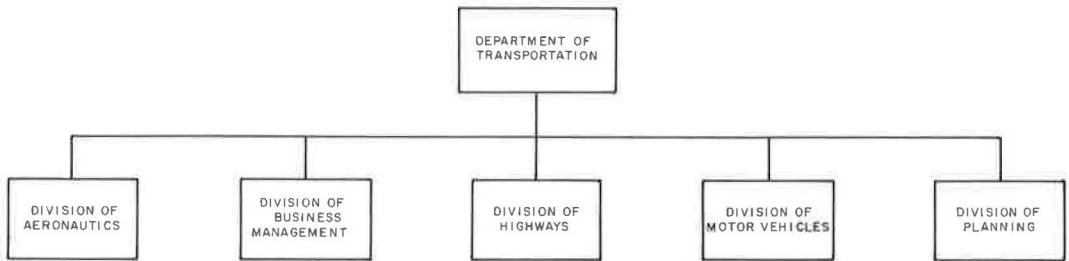 DEPARTMENT OF
TRANSPORTATION
DIVISION OF
AERONAUTICS
DIVISION OF
BUSINESS
MANAGEMENT
DIVISION OF
HIGHWAYS
DIVISION OF
MOTOR VEHICLES
DIVISION OF
PLANNING